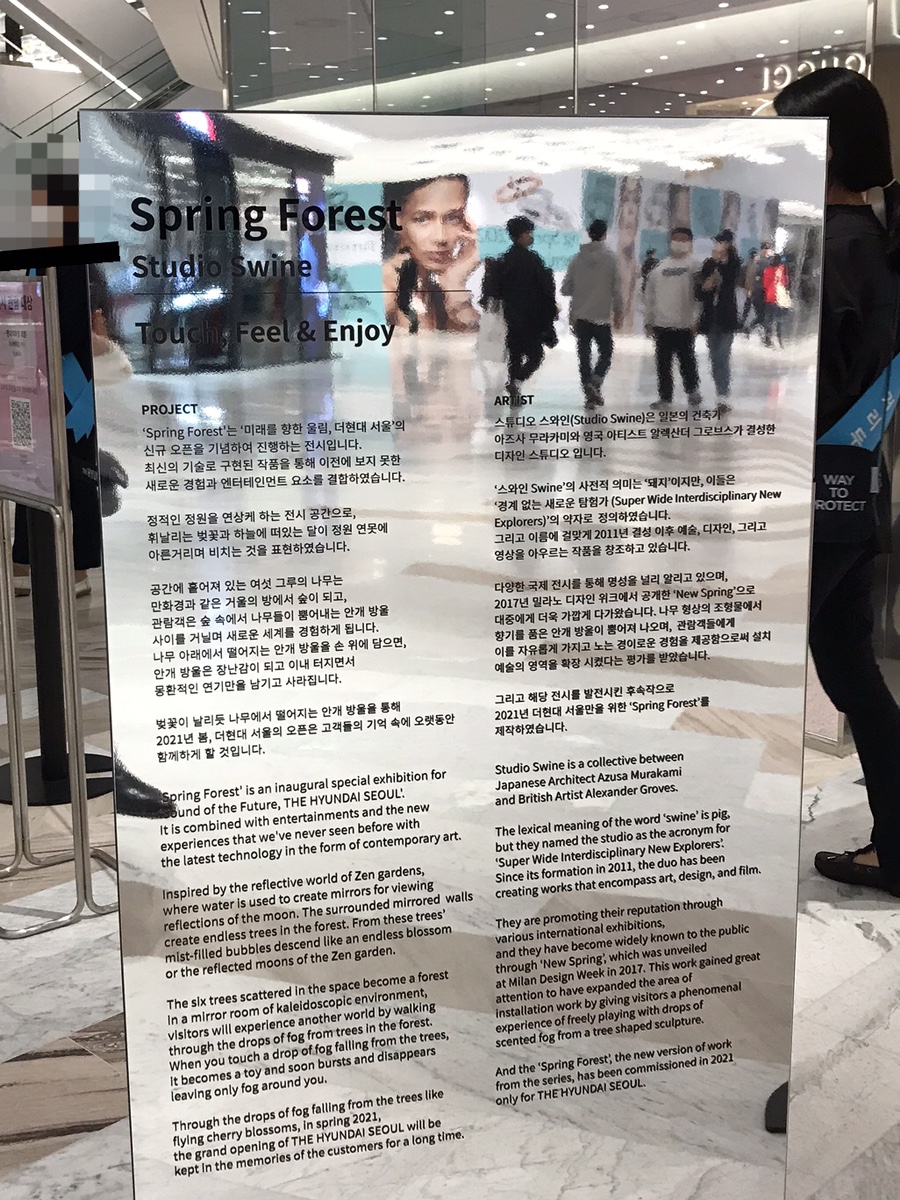 GUCCI
Spring Forest
Studio Swine
Touch, Feel & Enjoy
PROJECT
‘Spring Forest’는 ‘미래를 향한 울림, 더현대 서울’의
신규 오픈을 기념하여 진행하는 전시입니다.
최신의 기술로 구현된 작품을 통해 이전에 보지 못한
새로운 경험과 엔터테인먼트 요소를 결합하였습니다.
정적인 정원을 연상케 하는 전시 공간으로,
휘날리는 벚꽃과 하늘에 떠있는 달이 정원 연못에
아른거리며 비치는 것을 표현하였습니다.
공간에 흩어져 있는 여섯 그루의 나무는
만화경과 같은 거울의 방에서 숲이 되고,
관람객은 숲 속에서 나무들이 뿜어내는 안개 방울
사이를 거닐며 새로운 세계를 경험하게 됩니다.
나무 아래에서 떨어지는 안개 방울을 손 위에 담으면,
안개 방울은 장난감이 되고 이내 터지면서
몽환적인 연기만을 남기고 사라집니다.
벚꽃이 날리듯 나무에서 떨어지는 안개 방울을 통해
2021년 봄, 더현대 서울의 오픈은 고객들의 기억 속에 오랫동안
함께하게 할 것입니다.
Spring Forest’ is an inaugural special exhibition for
Sound of the Future, THE HYUNDAI SEOUL’.
It is combined with entertainments and the new
experiences that we've never seen before with
the latest technology in the form of contemporary art.
Inspired by the reflective world of Zen gardens,
where water is used to create mirrors for viewing
reflections of the moon. The surrounded mirrored walls
create endless trees in the forest. From these trees’
mist-filled bubbles descend like an endless blossom
or the reflected moons of the Zen garden.
The six trees scattered in the space become a forest
In a mirror room of kaleidoscopic environment,
visitors will experience another world by walking
through the drops of fog from trees in the forest.
When you touch a drop of fog falling from the trees,
It becomes a toy and soon bursts and disappears
leaving only fog around you.
Through the drops of fog falling from the trees like
flying cherry blossoms, in spring 2021,
the grand opening of THE HYUNDAI SEOUL will be
kept in the memories of the customers for a long time.
ARTIST
스튜디오 스와인(Studio Swine)은 일본의 건축가
아즈사 무라카미와 영국 아티스트 알렉산더 그로브스가 결성한
디자인 스튜디오 입니다.
‘스와인 Swine’의 사전적 의미는 ‘돼지’이지만, 이들은
‘경계 없는 새로운 탐험가 (Super Wide Interdisciplinary New
Explorers)’의 약자로 정의하였습니다.
그리고 이름에 걸맞게 2011년 결성 이후 예술, 디자인, 그리고
영상을 아우르는 작품을 창조하고 있습니다.
다양한 국제 전시를 통해 명성을 널리 알리고 있으며,
2017년 밀라노 디자인 위크에서 공개한 ‘New Spring’으로
대중에게 더욱 가깝게 다가왔습니다. 나무 형상의 조형물에서
향기를 품은 안개 방울이 뿜어져 나오며, 관람객들에게
이를 자유롭게 가지고 노는 경이로운 경험을 제공함으로써 설치
예술의 영역을 확장 시켰다는 평가를 받았습니다.
그리고 해당 전시를 발전시킨 후속작으로
2021년 더현대 서울만을 위한 ‘Spring Forest’를
제작하였습니다.
Studio Swine is a collective between
Japanese Architect Azusa Murakami
and British Artist Alexander Groves.
The lexical meaning of the word ‘swine’ is pig,
but they named the studio as the acronym for
‘Super Wide Interdisciplinary New Explorers’.
Since its formation in 2011, the duo has been
creating works that encompass art, design, and film.
They are promoting their reputation through
various international exhibitions,
and they have become widely known to the public
through ‘New Spring’, which was unveiled
at Milan Design Week in 2017. This work gained great
attention to have expanded the area of
installation work by giving visitors a phenomenal
experience of freely playing with drops of
scented fog from a tree shaped sculpture.
And the ‘Spring Forest’, the new version of work
from the series, has been commissioned in 2021
only for THE HYUNDAI SEOUL.
WAY
TO
PROTECT